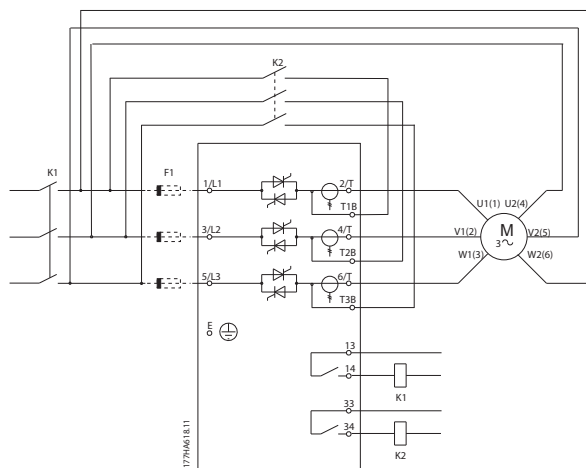 K2
K1
F1
1/L1
2/T
T1B
U1(1) U2(4)
3/L2
4/T
T2B
V1(2)
M
3
V2(5)
W1(3)
W2(6)
5/L3
6/T
T3B
E
13
14
K1
33
34
K2
177HA618.11